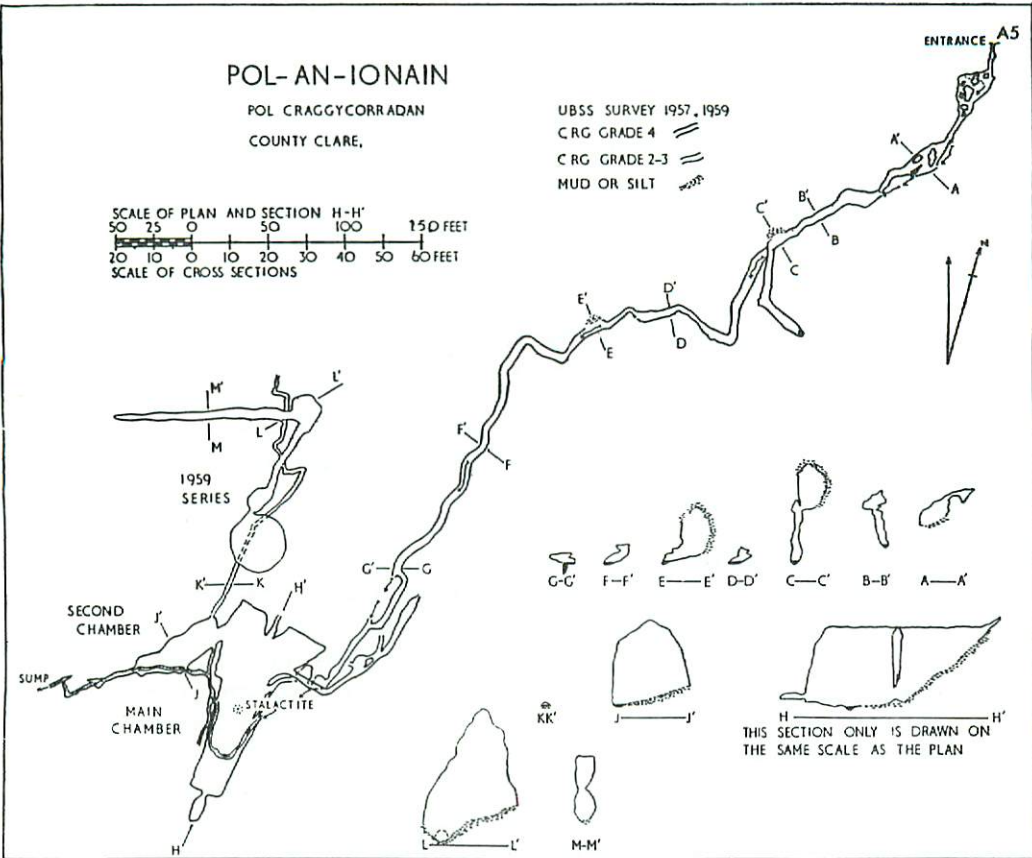 ENTRANCE A5
POL-AN-IONAIN
POL CRAGGYCORRADAN
COUNTY CLARE,
UBSS SURVEY 1957, 1959
CRG GRADE 4
CRG GRADE 2-3
MUD OR SILT
SCALE OF PLAN AND SECTION H-H'
50 25 0 50 100 150 FEET
20 10 0 10 20 30 40 50 60 FEET
SCALE OF CROSS SECTIONS
N
A'
A
B'
B
C'
C
D'
D
E'
E
F'
F
G'
G
M'
M
L'
L
1959
SERIES
K'
K
H'
SECOND
CHAMBER
J'
J
SUMP
MAIN
CHAMBER
STALACTITE
H
G-G'
F-F'
E-E'
D-D'
C-C'
B-B'
A-A'
KK'
J-J'
H-H'
THIS SECTION ONLY IS DRAWN ON
THE SAME SCALE AS THE PLAN
L-L'
M-M'